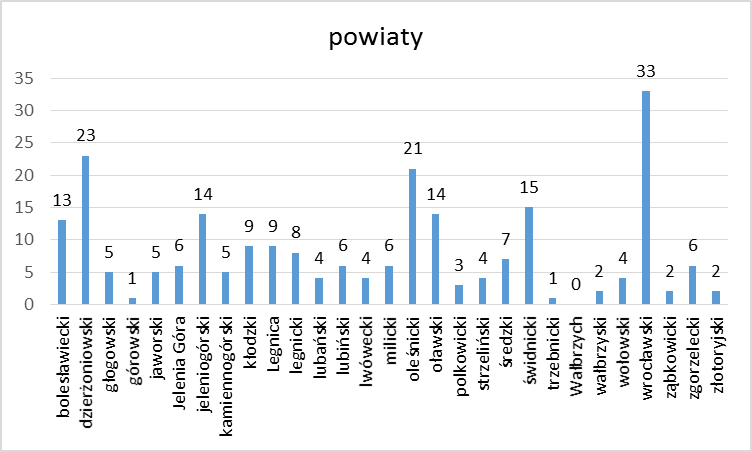 powiaty
35
30
25
20
15
10
5
0
13
23
5
1
5
6
14
5
9
9
8
4
6
4
6
21
14
3
4
7
15
1
0
2
4
33
2
6
2
bolesławiecki
dzierżoniowski
głogowski
górowski
jaworski
Jelenia Góra
jeleniogórski
kamiennogórski
kłodzki
Legnica
legnicki
lubański
lubiński
lwówecki
milicki
oleśnicki
oławski
polkowicki
strzeliński
średzki
świdnicki
trzebnicki
Wałbrzych
wałbrzyski
wołowski
wrocławski
ząbkowicki
zgorzelecki
złotoryjski